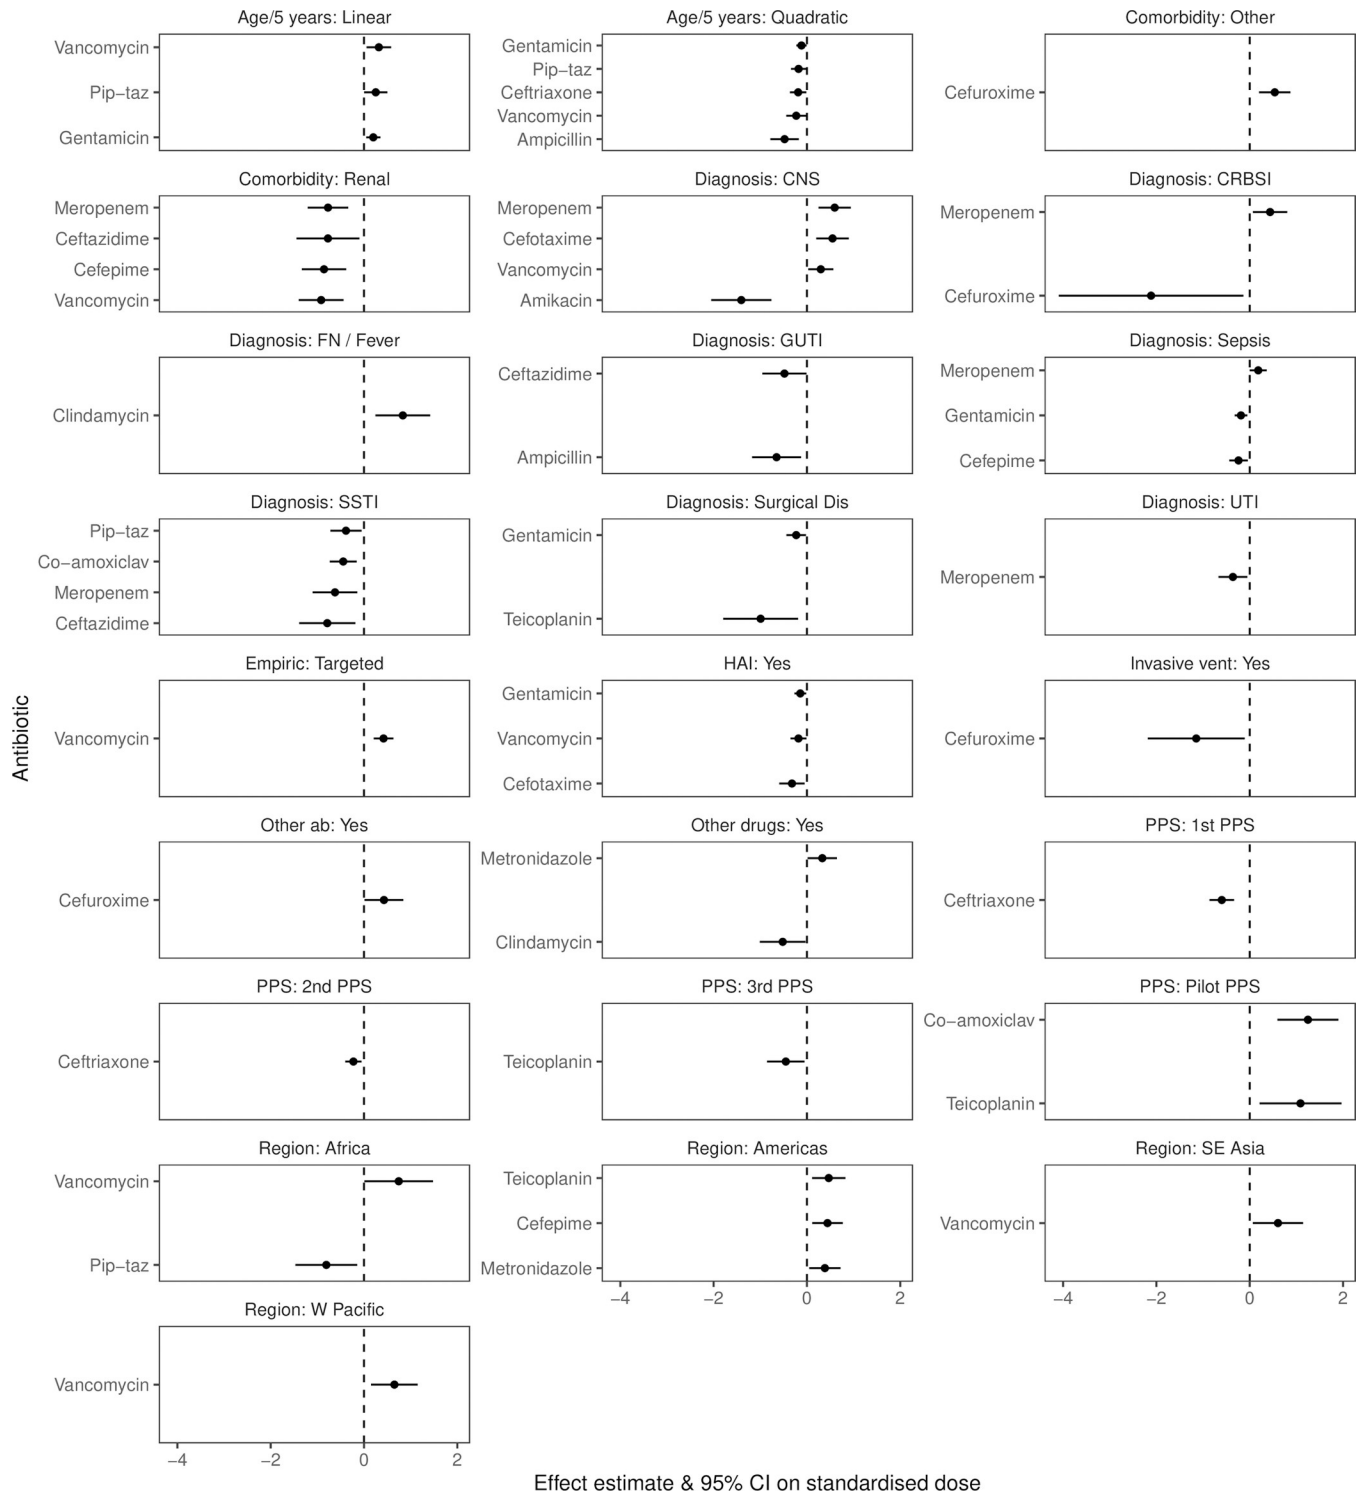 Age/5 years: Linear
Vancomycin
Pip−taz
Gentamicin
Age/5 years: Quadratic
Gentamicin
Pip−taz
Ceftriaxone
Vancomycin
Ampicillin
Comorbidity: Other
Cefuroxime
Comorbidity: Renal
Meropenem
Ceftazidime
Cefepime
Vancomycin
Diagnosis: CNS
Meropenem
Cefotaxime
Vancomycin
Amikacin
Diagnosis: CRBSI
Meropenem
Cefuroxime
Diagnosis: FN / Fever
Clindamycin
Diagnosis: GUTI
Ceftazidime
Ampicillin
Diagnosis: Sepsis
Meropenem
Gentamicin
Cefepime
Diagnosis: SSTI
Pip−taz
Co−amoxiclav
Meropenem
Ceftazidime
Diagnosis: Surgical Dis
Gentamicin
Teicoplanin
Diagnosis: UTI
Meropenem
Empiric: Targeted
Vancomycin
HAI: Yes
Gentamicin
Vancomycin
Cefotaxime
Invasive vent: Yes
Cefuroxime
Other ab: Yes
Cefuroxime
Other drugs: Yes
Metronidazole
Clindamycin
PPS: 1st PPS
Ceftriaxone
PPS: 2nd PPS
Ceftriaxone
PPS: 3rd PPS
Teicoplanin
PPS: Pilot PPS
Co−amoxiclav
Teicoplanin
Region: Africa
Vancomycin
Pip−taz
Region: Americas
Teicoplanin
Cefepime
Metronidazole
−4 −2 0 2
Region: SE Asia
Vancomycin
−4 −2 0 2
Region: W Pacific
Vancomycin
−4 −2 0 2
Antibiotic
Effect estimate & 95% CI on standardised dose